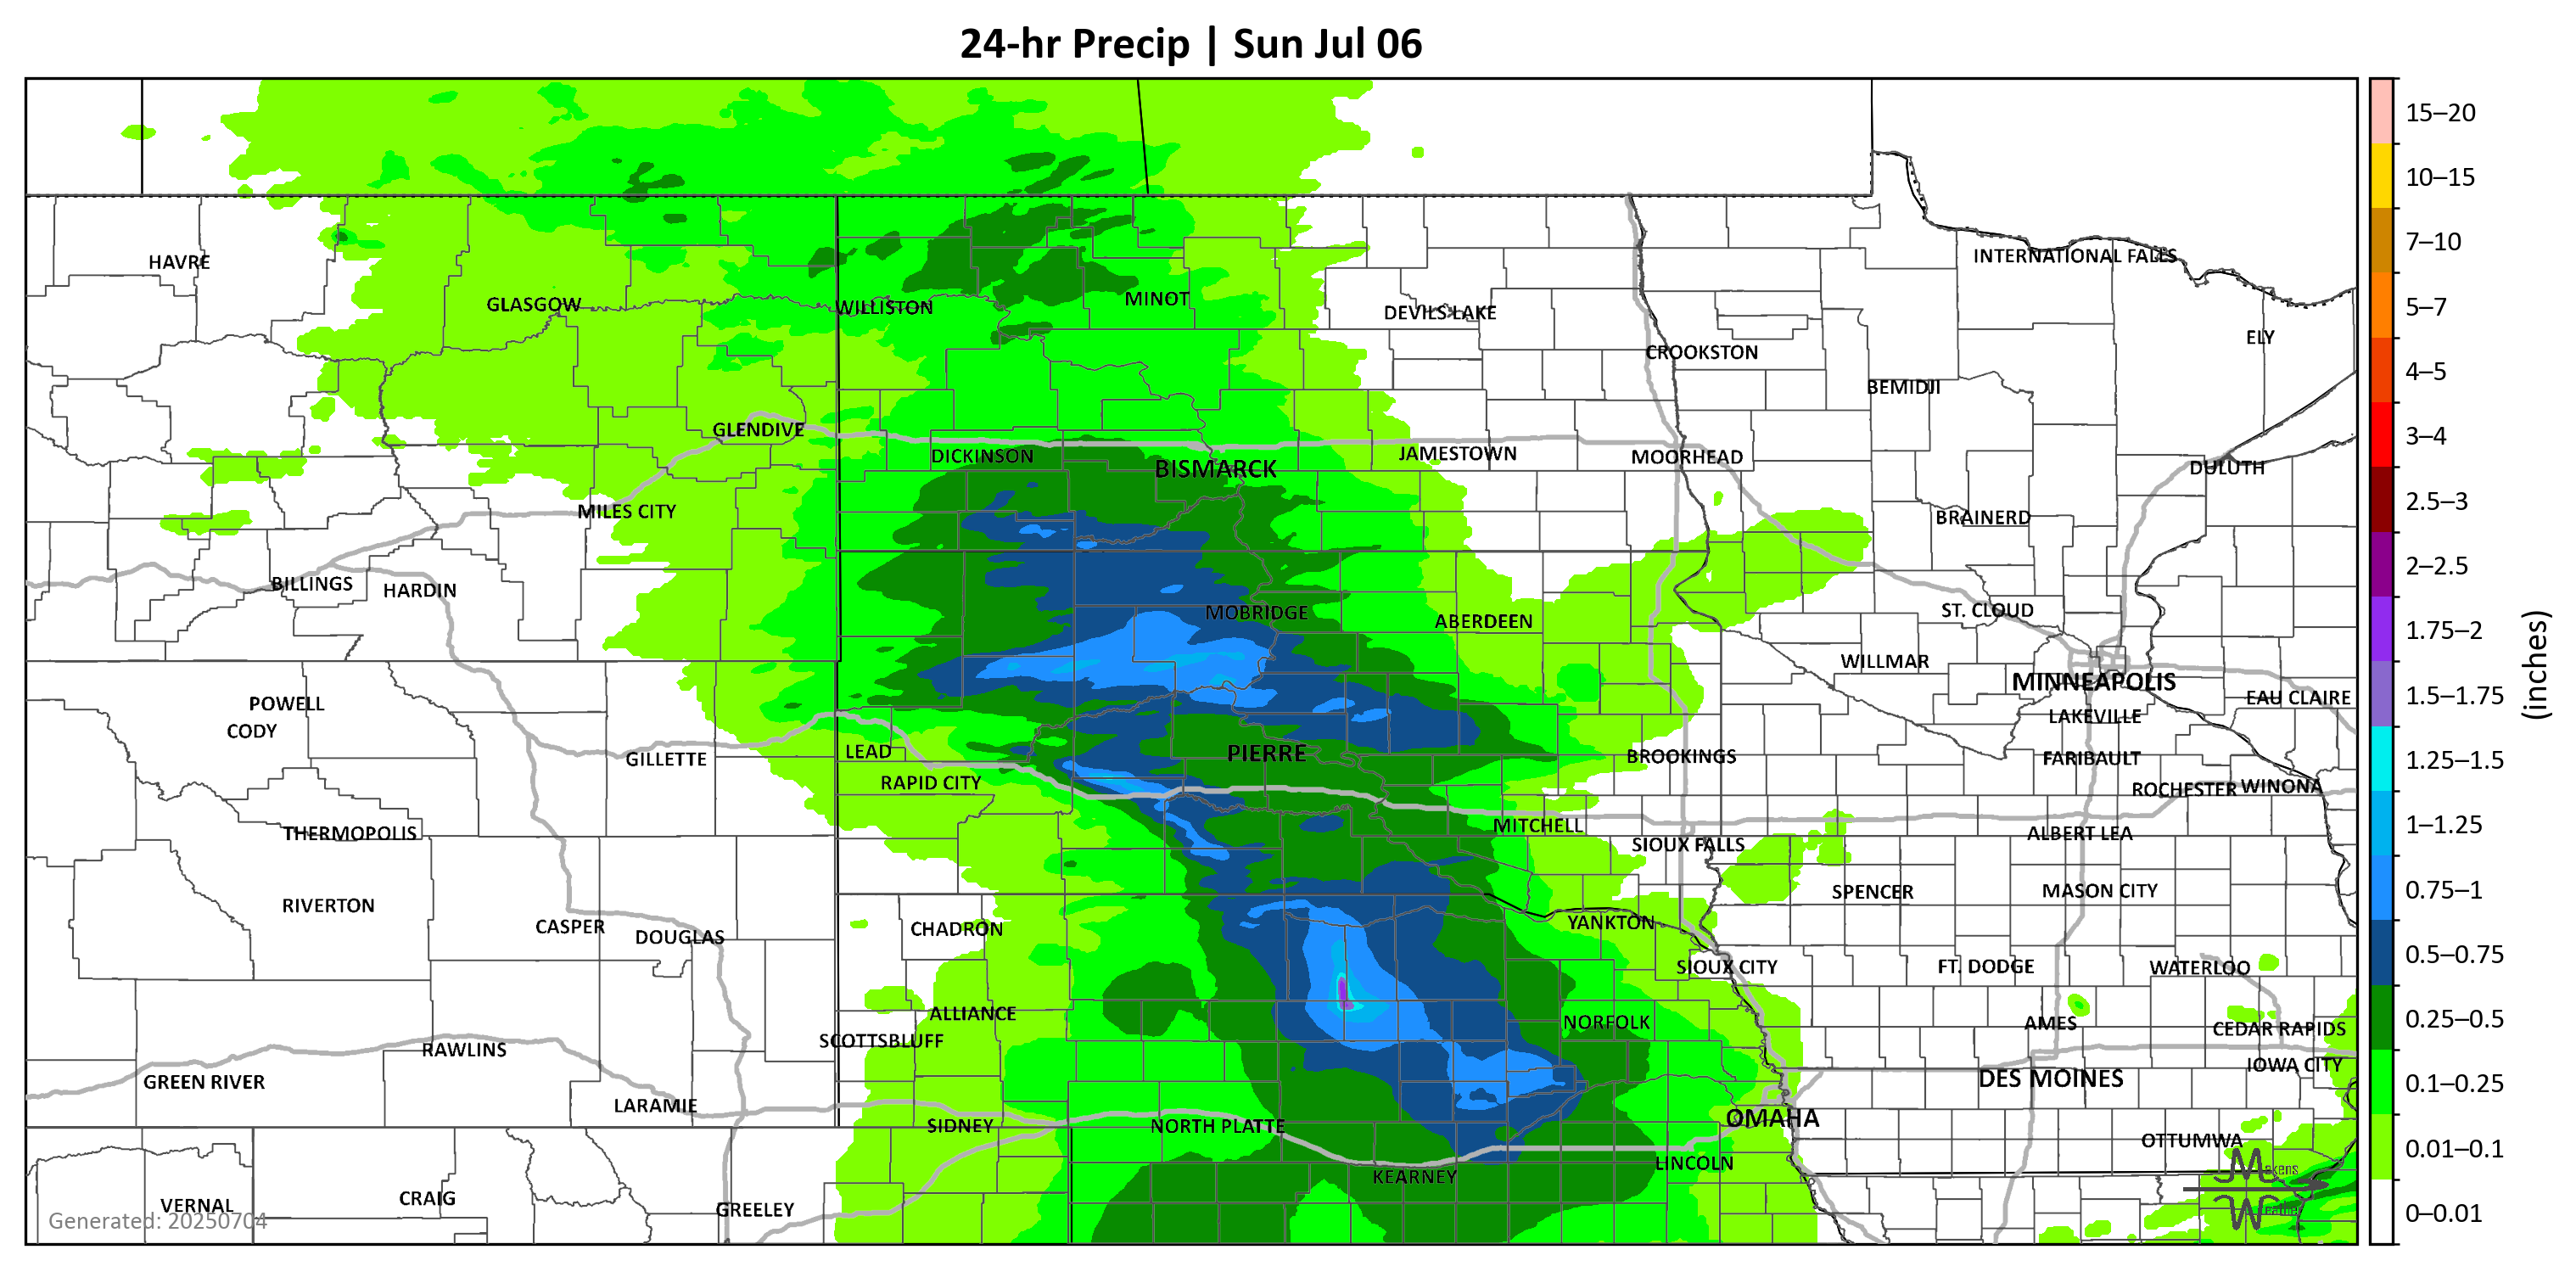 24-hr Precip | Sun Jul 06
15–20
10–15
7–10
5–7
4–5
3–4
2.5–3
2–2.5
1.75–2
1.5–1.75
1.25–1.5
1–1.25
0.75–1
0.5–0.75
0.25–0.5
0.1–0.25
0.01–0.1
0–0.01
(inches)
HAVRE
INTERNATIONAL FALLS
GLASGOW
WILLISTON
MINOT
DEVILS LAKE
ELY
CROOKSTON
BEMIDJI
GLENDIVE
DICKINSON
BISMARCK
JAMESTOWN
MOORHEAD
DULUTH
MILES CITY
BRAINERD
BILLINGS
HARDIN
MOBRIDGE
ABERDEEN
ST. CLOUD
WILLMAR
MINNEAPOLIS
EAU CLAIRE
POWELL
CODY
LAKEVILLE
GILLETTE
LEAD
PIERRE
BROOKINGS
FARIBAULT
RAPID CITY
ROCHESTER
WINONA
THERMOPOLIS
MITCHELL
SIOUX FALLS
ALBERT LEA
RIVERTON
SPENCER
MASON CITY
CASPER
DOUGLAS
CHADRON
YANKTON
SIOUX CITY
FT. DODGE
WATERLOO
ALLIANCE
NORFOLK
AMES
CEDAR RAPIDS
SCOTTSBLUFF
RAWLINS
IOWA CITY
GREEN RIVER
DES MOINES
LARAMIE
OMAHA
SIDNEY
NORTH PLATTE
OTTUMWA
KEARNEY
LINCOLN
VERNAL
CRAIG
GREELEY
Generated: 20250704
Makens
Weather